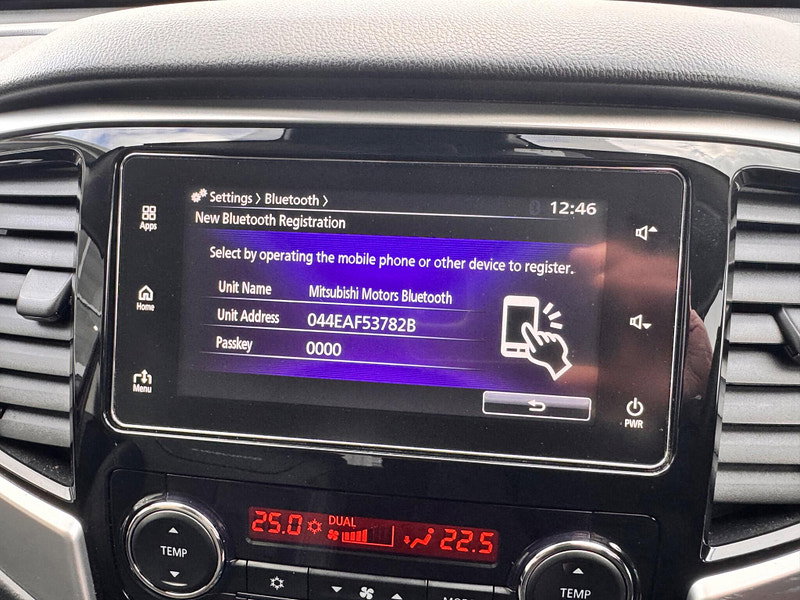 Settings > Bluetooth >
12:46
New Bluetooth Registration
Apps
Select by operating the mobile phone or other device to register.
Unit Name Mitsubishi Motors Bluetooth
Home
Unit Address 044EAF53782B
Passkey 0000
Menu
PWR
25.0 DUAL 22.5
TEMP
TEMP